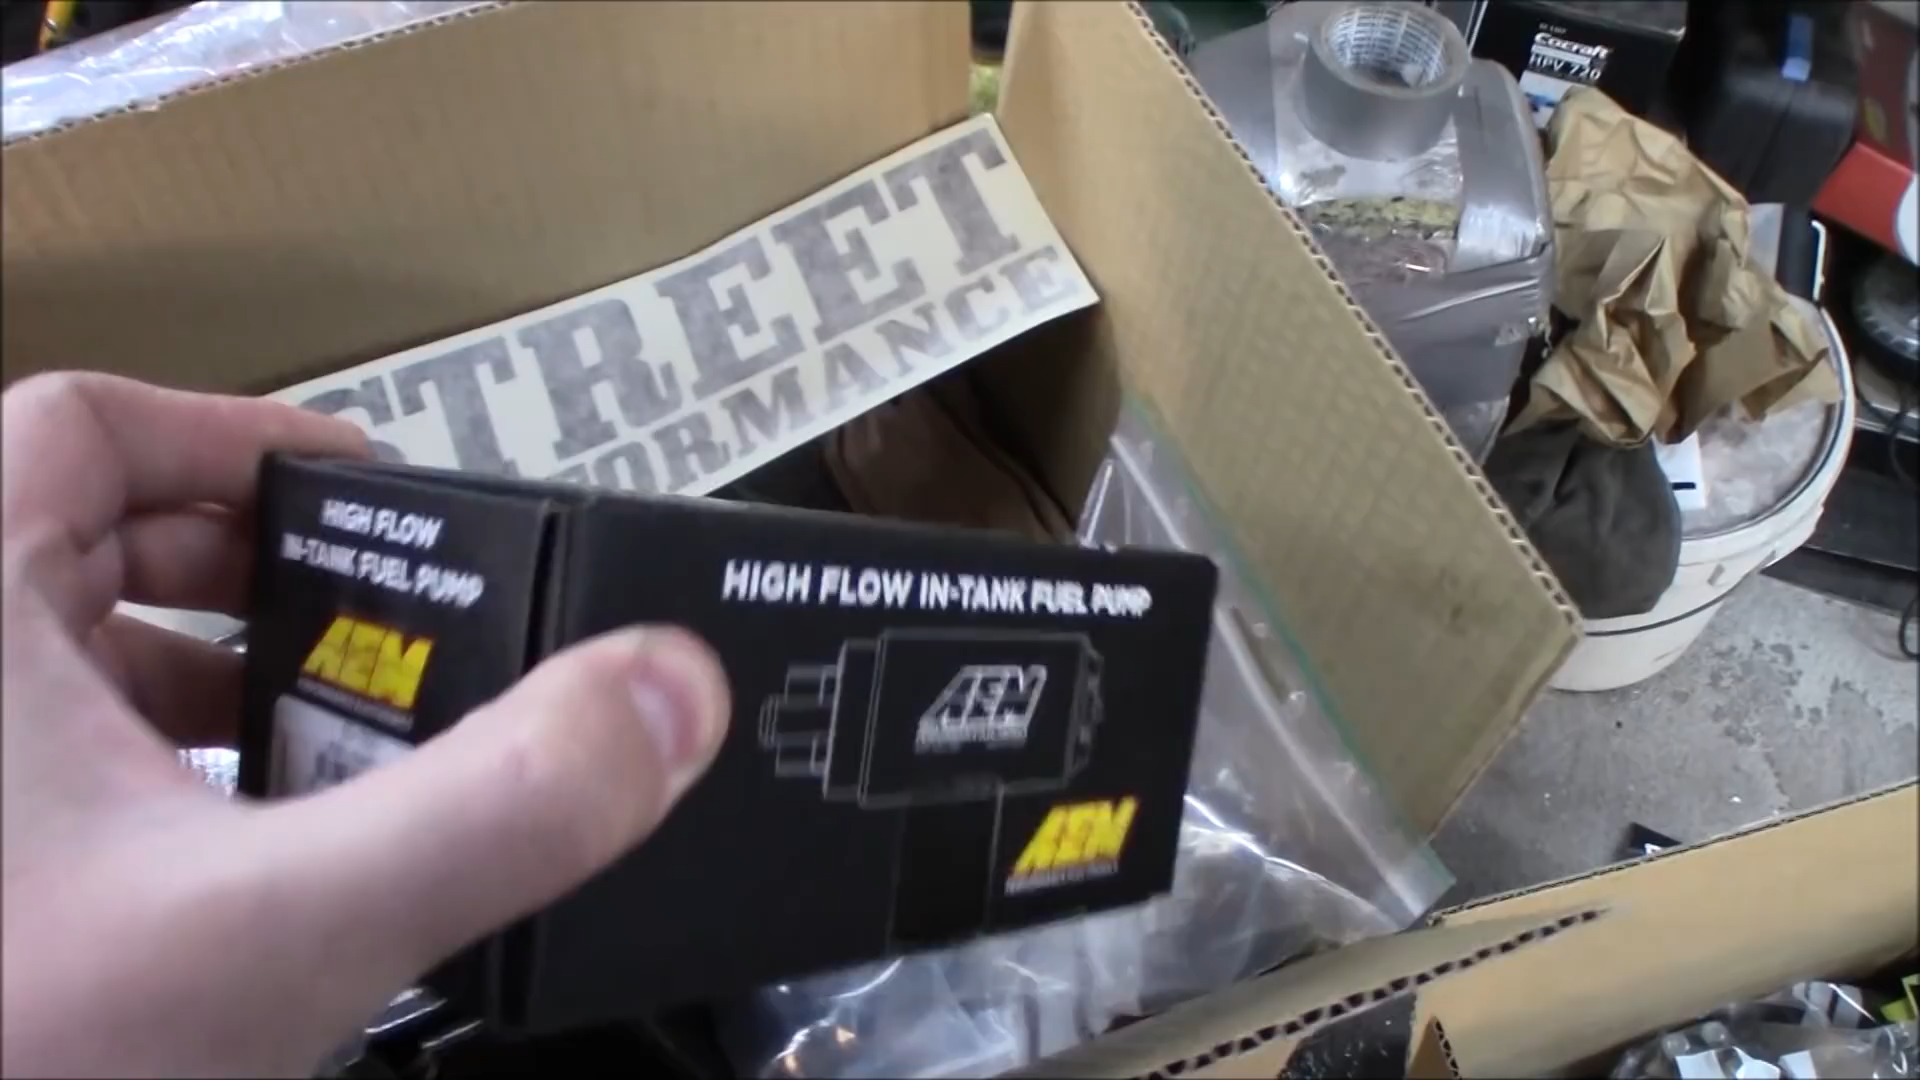 Cocraft
HPV 720
STREET
FORMANCE
HIGH FLOW
IN-TANK FUEL PUMP
AEM
HIGH FLOW IN-TANK FUEL PUMP
AEM
AEM